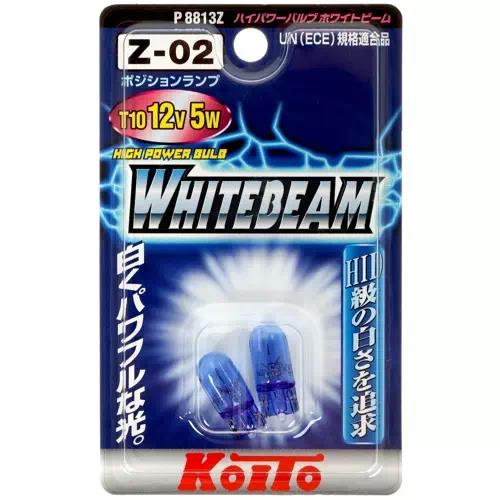 P8813Z ハイパワーバルブ ホワイトビーム
Z-02
UN(ECE)規格適合品
ポジションランプ
T10 12V 5W
HIGH POWER BULB
WHITEBEAM
白くパワフルな光。
HID級の白さを追求
KOITO